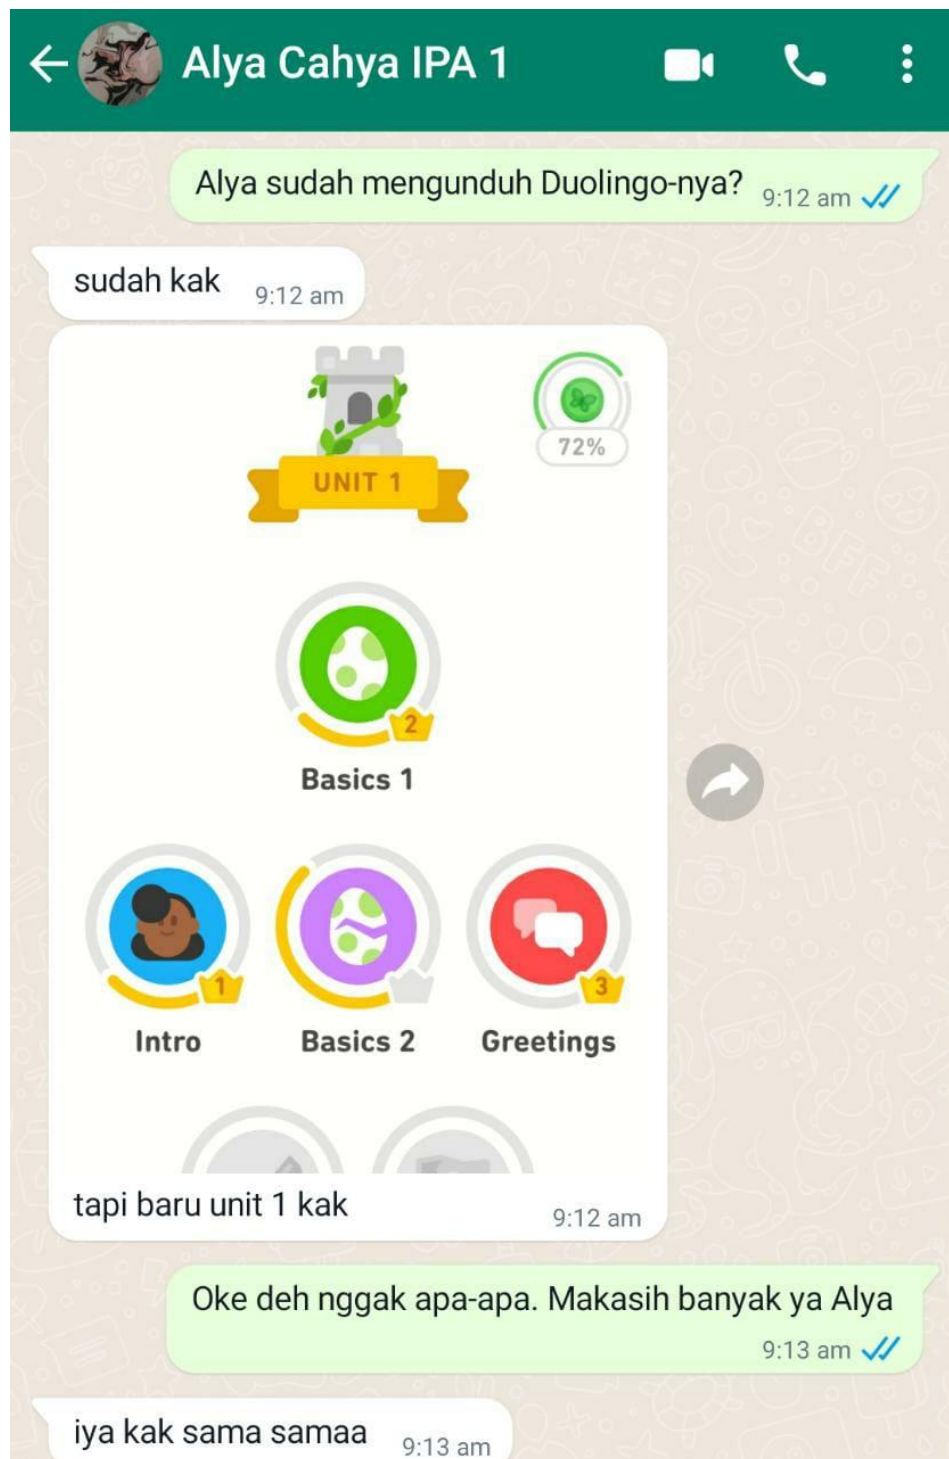 Alya Cahya IPA 1
Alya sudah mengunduh Duolingo-nya? 9:12 am
sudah kak 9:12 am
72%
UNIT 1
2
Basics 1
1
3
Intro Basics 2 Greetings
tapi baru unit 1 kak 9:12 am
Oke deh nggak apa-apa. Makasih banyak ya Alya
9:13 am
iya kak sama samaa 9:13 am